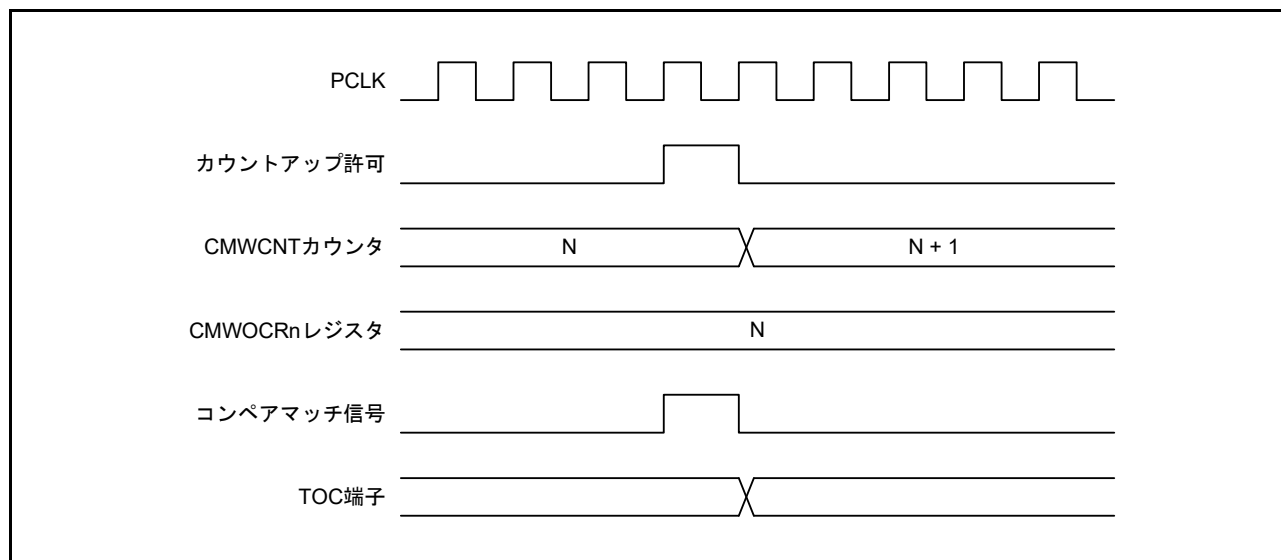 PCLK
カウントアップ許可
CMWCNTカウンタ
N
N + 1
CMWOCRnレジスタ
N
コンペアマッチ信号
TOC端子